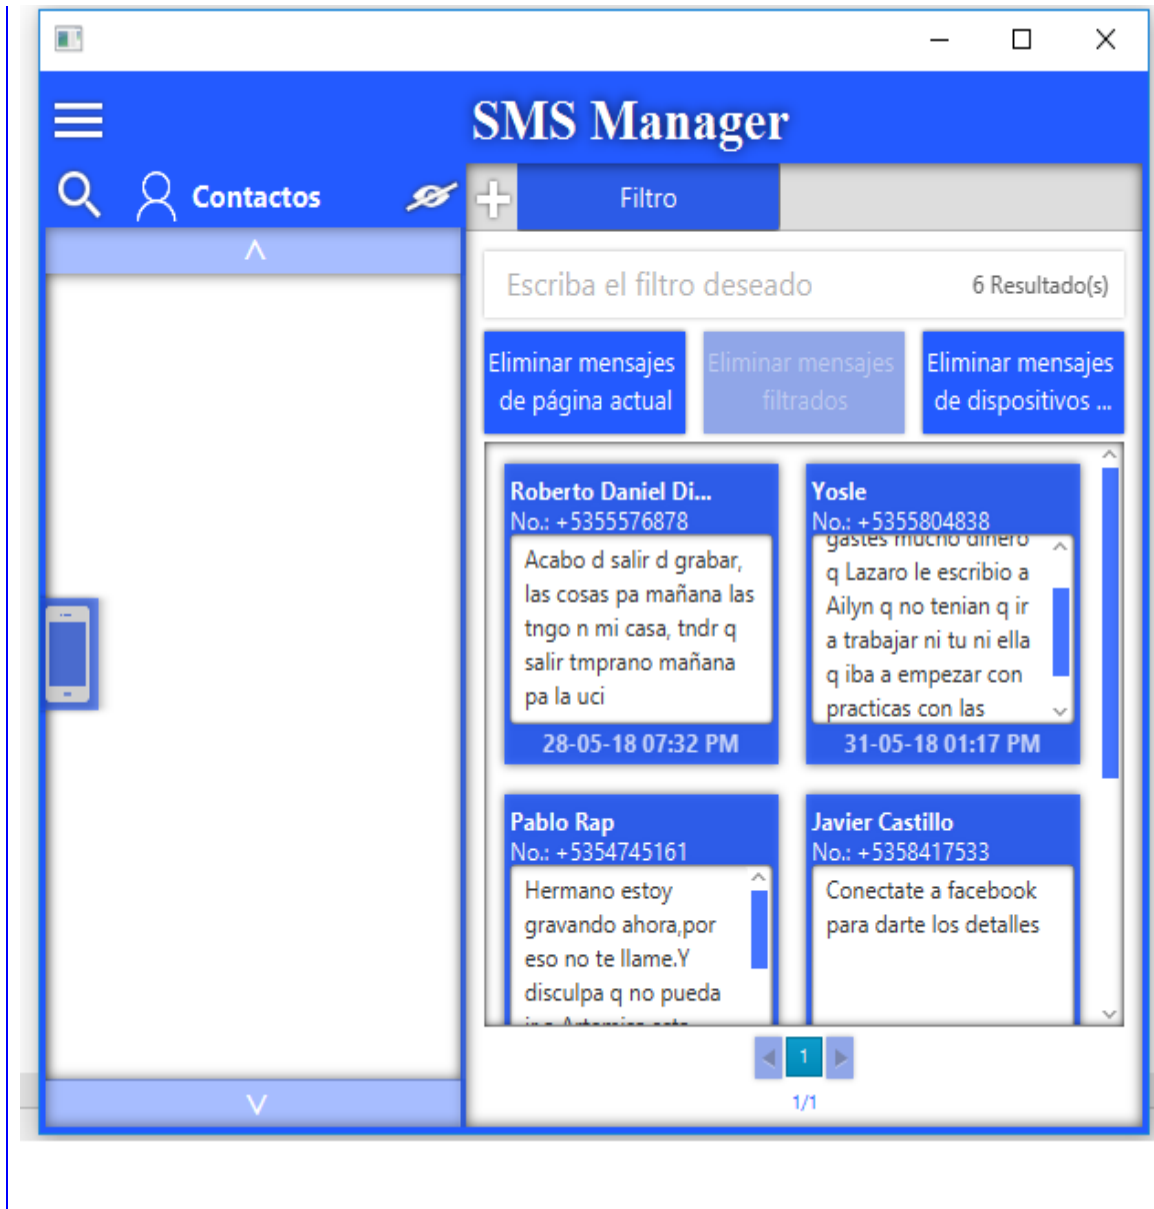 SMS Manager
Contactos
Filtro
Escriba el filtro deseado
6 Resultado(s)
Eliminar mensajes
de página actual
Eliminar mensajes
filtrados
Eliminar mensajes
de dispositivos ...
Roberto Daniel Di...
No.: +5355576878
Acabo d salir d grabar,
las cosas pa mañana las
tngo n mi casa, tndr q
salir tmprano mañana
pa la uci
28-05-18 07:32 PM
Yosle
No.: +5355804838
gastes mucho dinero
q Lazaro le escribio a
Ailyn q no tenian q ir
a trabajar ni tu ni ella
q iba a empezar con
practicas con las
31-05-18 01:17 PM
Pablo Rap
No.: +5354745161
Hermano estoy
gravando ahora,por
eso no te llame.Y
disculpa q no pueda
Javier Castillo
No.: +5358417533
Conectate a facebook
para darte los detalles
1
1/1